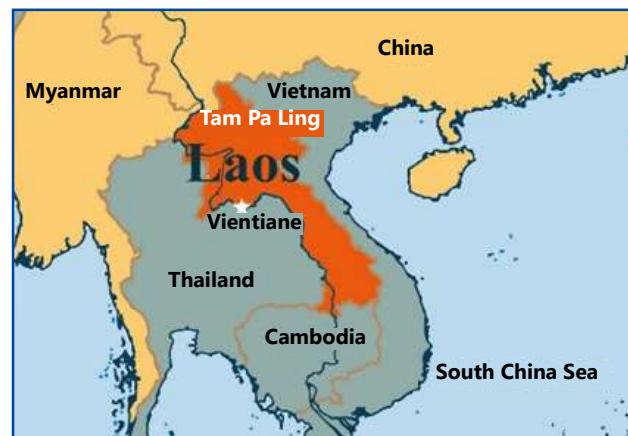 China
Myanmar
Vietnam
Tam Pa Ling
Laos
Vientiane
Thailand
Cambodia
South China Sea